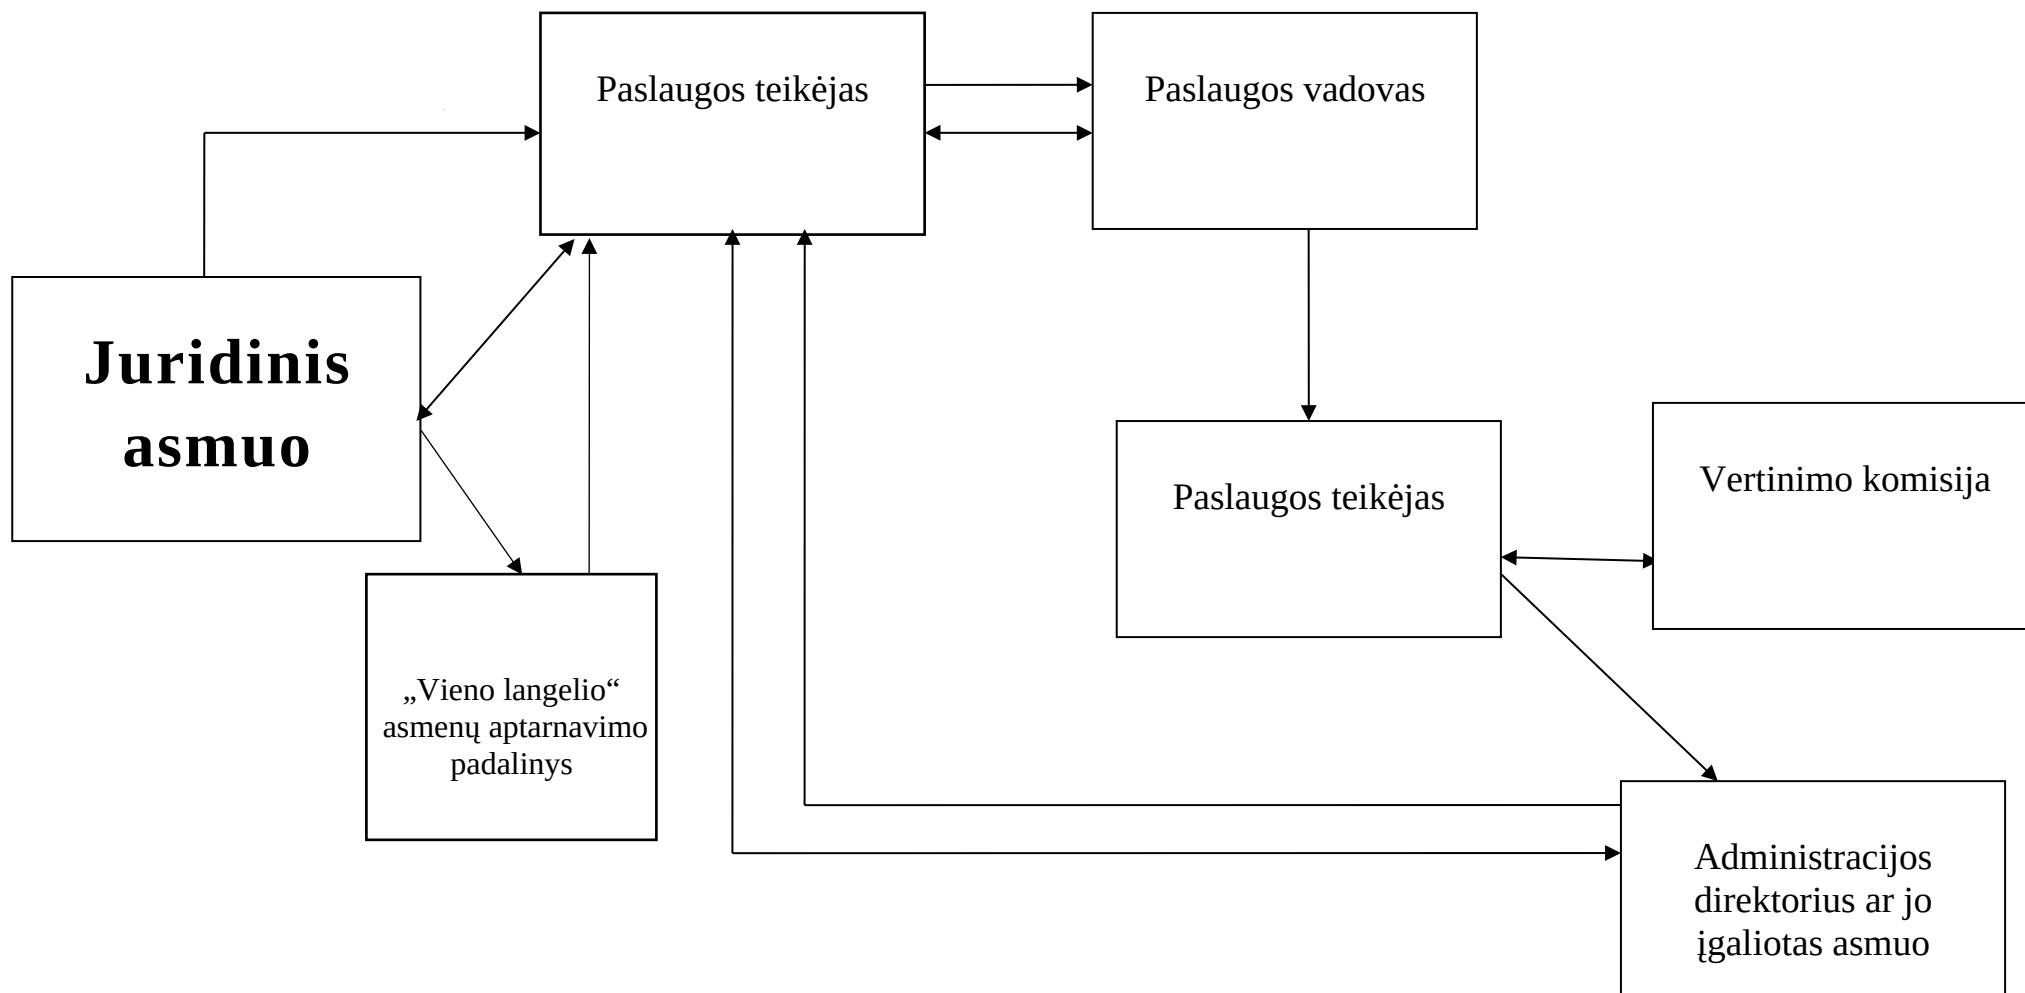 Paslaugos teikėjas
Paslaugos vadovas
Juridinis
asmuo
Paslaugos teikėjas
Vertinimo komisija
„Vieno langelio“
asmenų aptarnavimo
padalinys
Administracijos
direktorius ar jo
įgaliotas asmuo